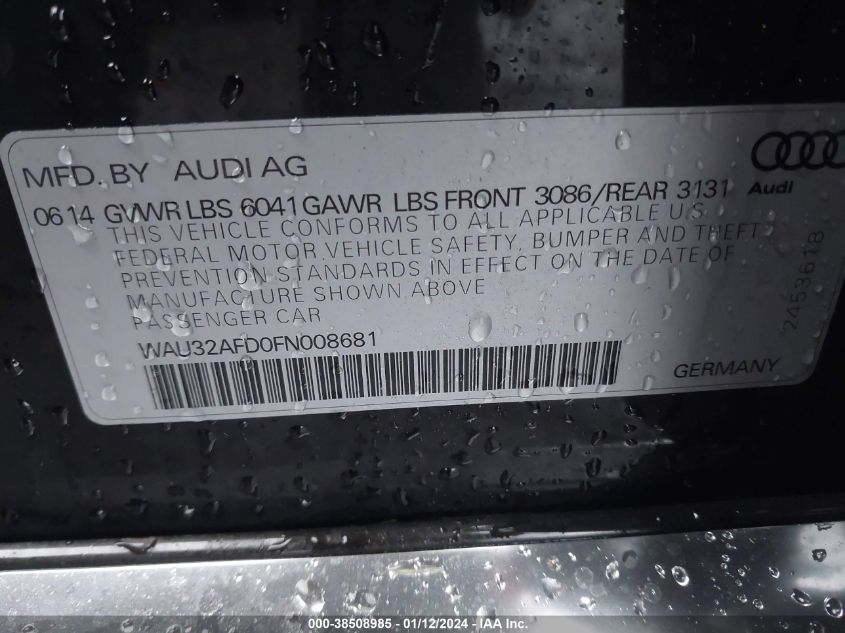 MFD. BY AUDI AG
Audi
0614 GVWR LBS 6041 GAWR LBS FRONT 3086/REAR 3131
THIS VEHICLE CONFORMS TO ALL APPLICABLE U.S.
FEDERAL MOTOR VEHICLE SAFETY, BUMPER AND THEFT
PREVENTION STANDARDS IN EFFECT ON THE DATE OF
MANUFACTURE SHOWN ABOVE
PASSENGER CAR
WAU32AFD0FN008681
GERMANY
2453618
000-38508985 - 01/12/2024 - © IAA Inc.